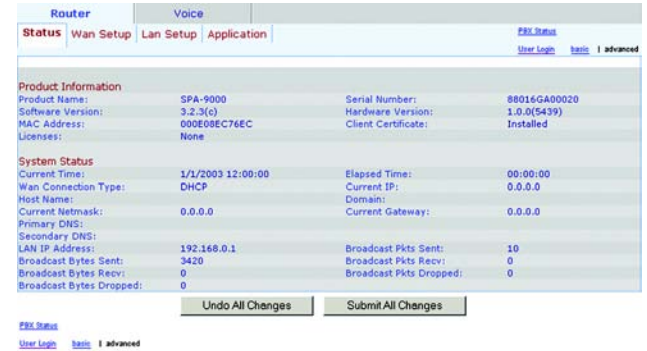 Router Voice
Status Wan Setup Lan Setup Application PBX Status
User Login basic | advanced
Product Information
Product Name: SPA-9000 Serial Number: 88016GA00020
Software Version: 3.2.3(c) Hardware Version: 1.0.0(5439)
MAC Address: 000E08EC76EC Client Certificate: Installed
Licenses: None
System Status
Current Time: 1/1/2003 12:00:00 Elapsed Time: 00:00:00
Wan Connection Type: DHCP Current IP: 0.0.0.0
Host Name: Domain:
Current Netmask: 0.0.0.0 Current Gateway: 0.0.0.0
Primary DNS:
Secondary DNS:
LAN IP Address: 192.168.0.1 Broadcast Pkts Sent: 10
Broadcast Bytes Sent: 3420 Broadcast Pkts Recv: 0
Broadcast Bytes Recv: 0 Broadcast Pkts Dropped: 0
Broadcast Bytes Dropped: 0
Undo All Changes Submit All Changes
PBX Status
User Login basic | advanced